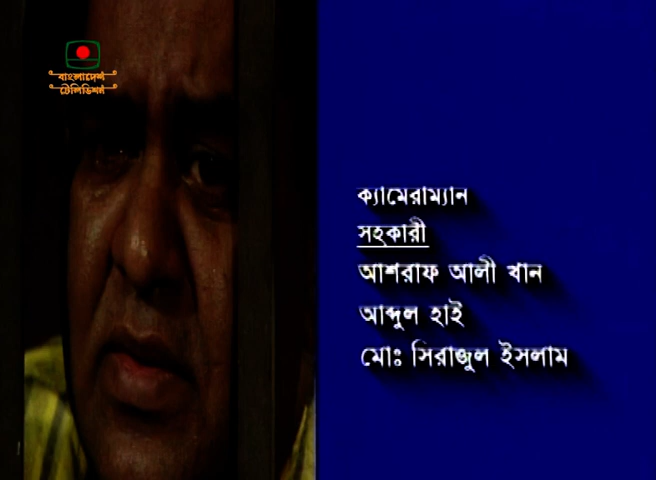 বাংলাদেশ
টেলিভিশন
ক্যামেরাম্যান
সহকারী
আশরাফ আলী খান
আব্দুল হাই
মোঃ সিরাজুল ইসলাম